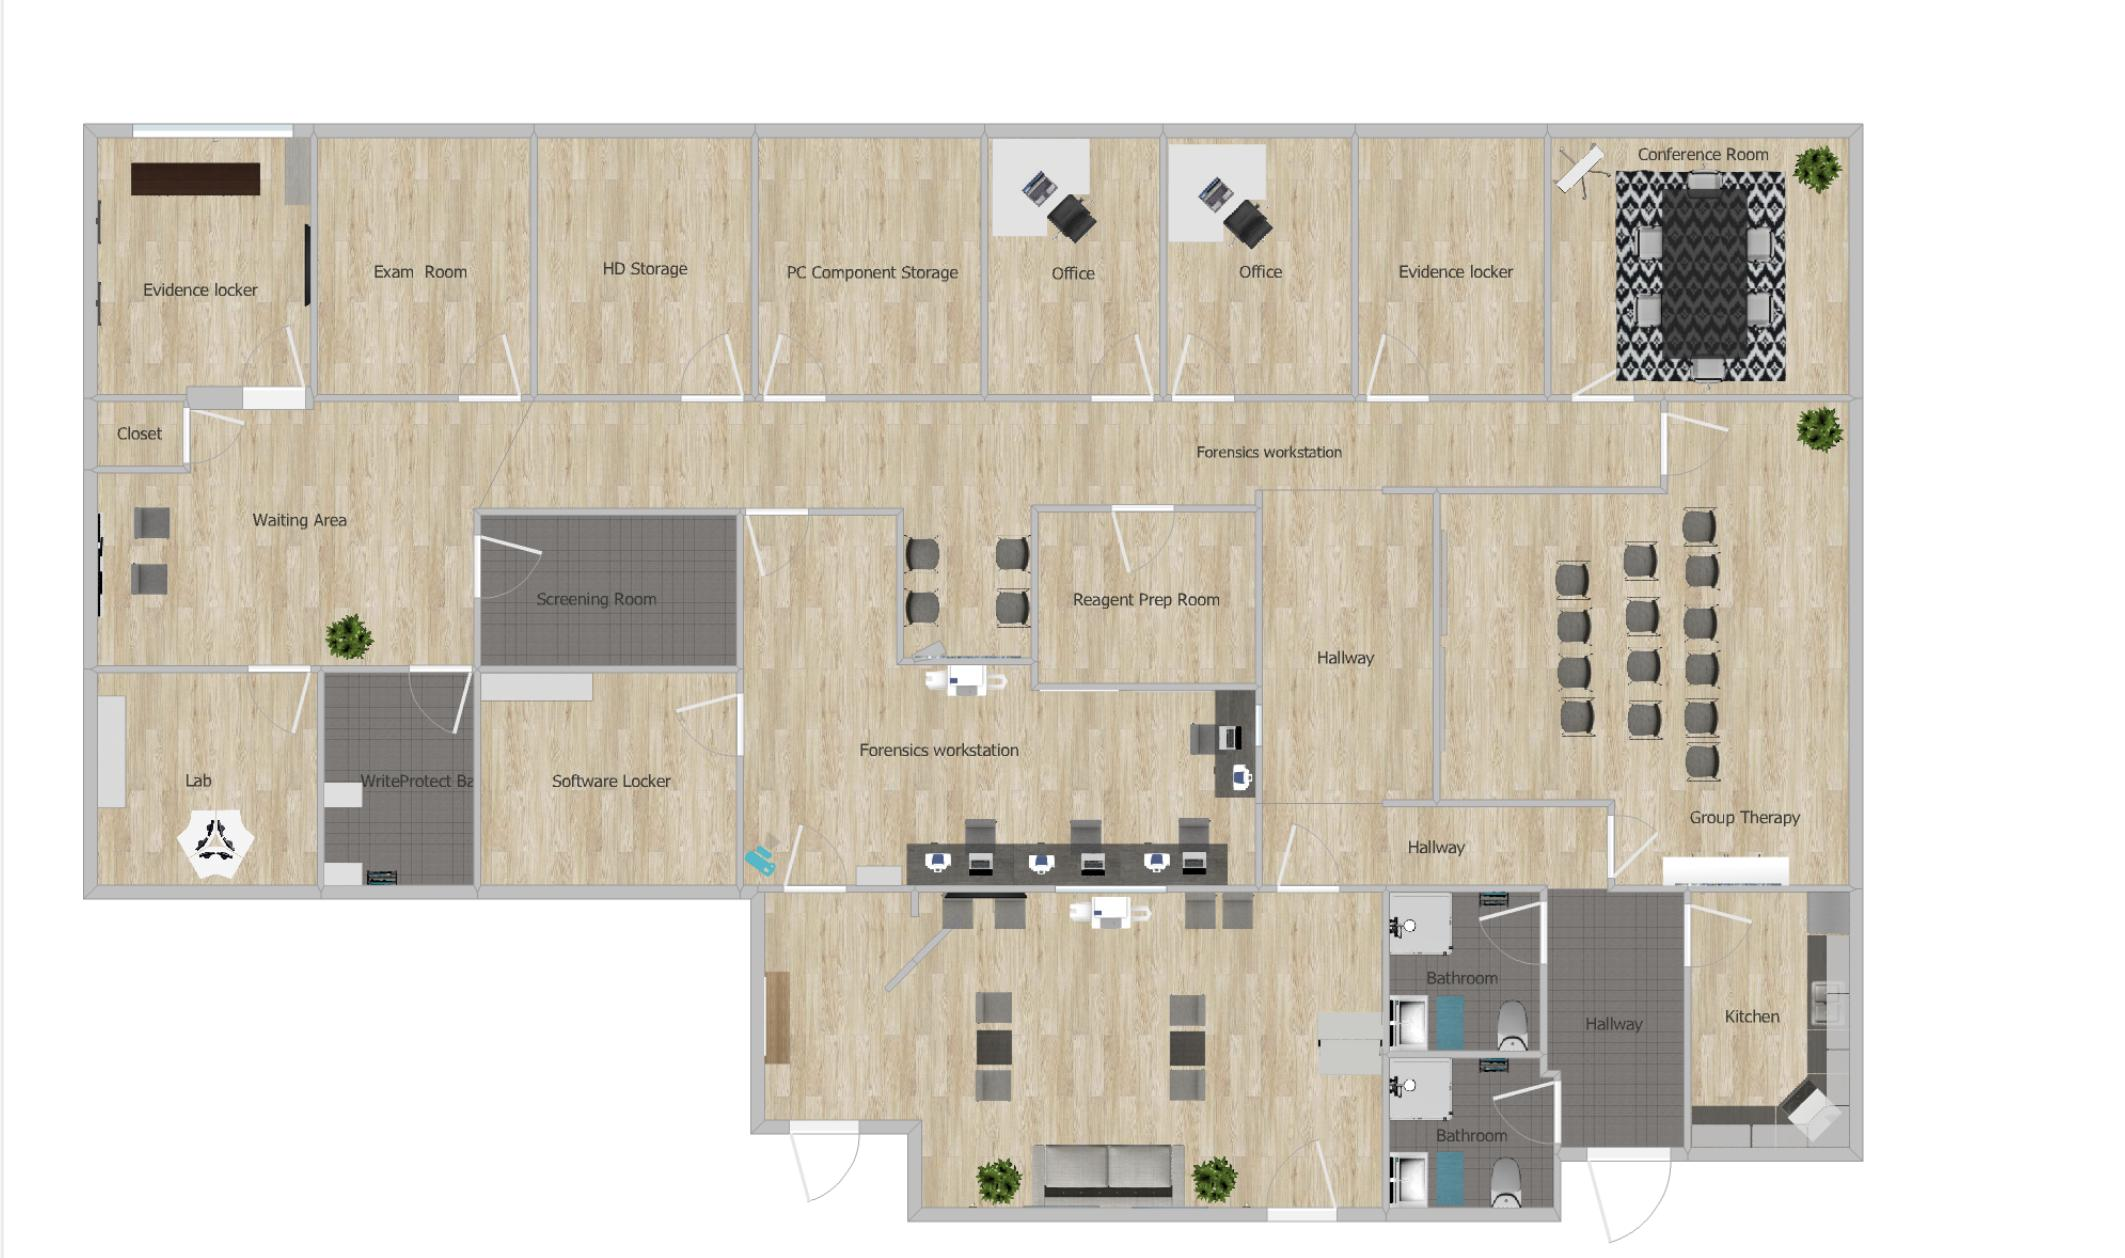 Conference Room
Evidence locker
Exam  Room
HD Storage
PC Component Storage
Office
Office
Evidence locker
Closet
Forensics workstation
Waiting Area
Screening Room
Reagent Prep Room
Hallway
Lab
WriteProtect Ba
Software Locker
Forensics workstation
Group Therapy
Hallway
Bathroom
Hallway
Kitchen
Bathroom